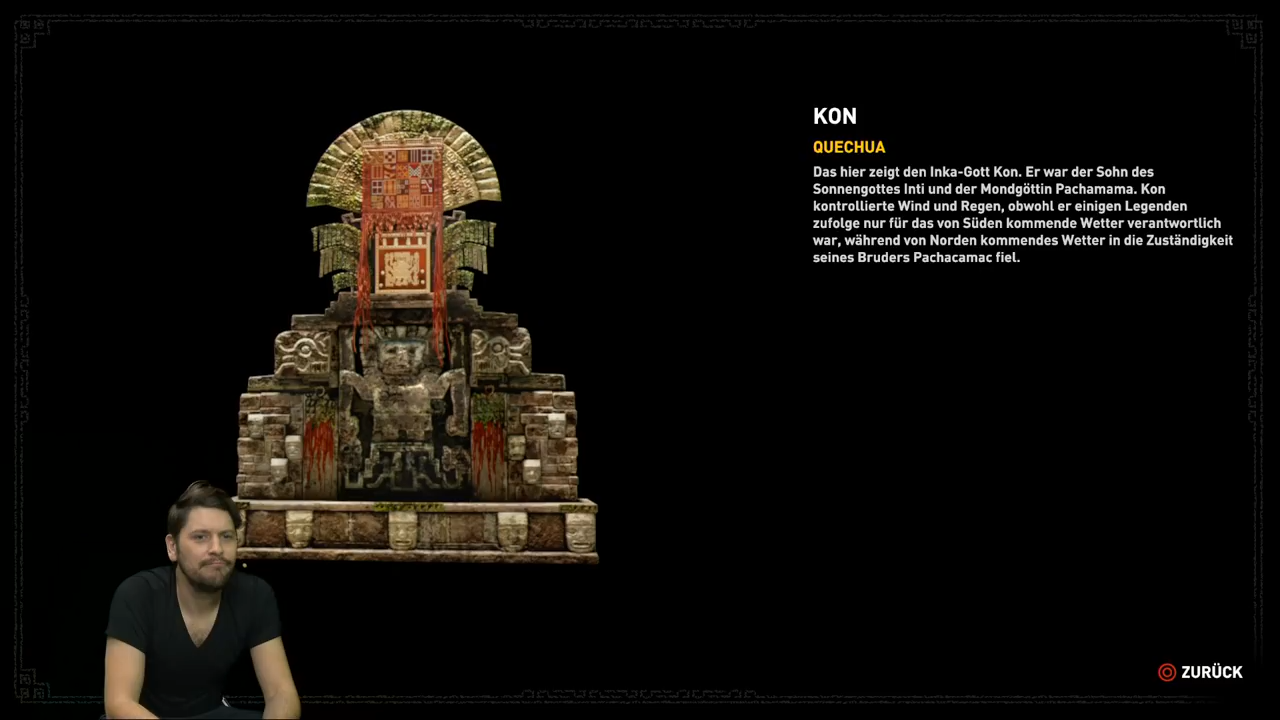 KON
QUECHUA
Das hier zeigt den Inka-Gott Kon. Er war der Sohn des
Sonnengottes Inti und der Mondgöttin Pachamama. Kon
kontrollierte Wind und Regen, obwohl er einigen Legenden
zufolge nur für das von Süden kommende Wetter verantwortlich
war, während von Norden kommendes Wetter in die Zuständigkeit
seines Bruders Pachacamac fiel.
ZURÜCK